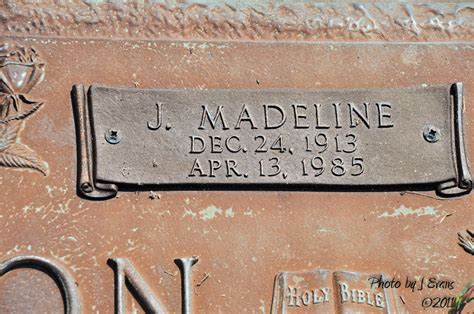 J. MADELINE
DEC. 24, 1913
APR. 13, 1985
ON
HOLY BIBLE
Photo by J Evans
©2011